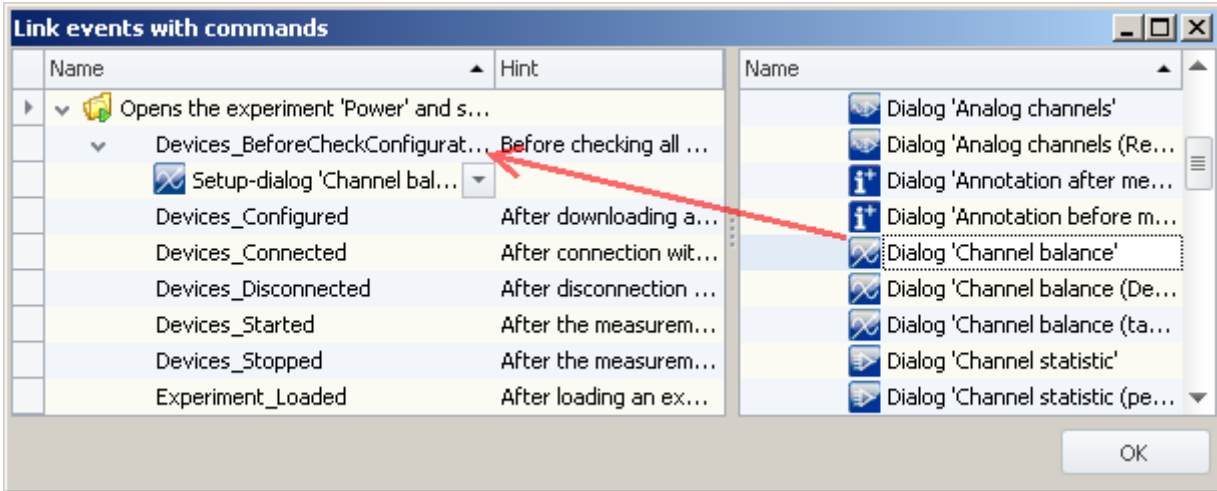 Link events with commands
Name Hint Name
Opens the experiment 'Power' and s... Dialog 'Analog channels'
Devices_BeforeCheckConfigurat... Before checking all ... Dialog 'Analog channels (Re...
Setup-dialog 'Channel bal... Dialog 'Annotation after me...
Devices_Configured After downloading a... Dialog 'Annotation before m...
Devices_Connected After connection wit... Dialog 'Channel balance'
Devices_Disconnected After disconnection ... Dialog 'Channel balance (De...
Devices_Started After the measurem... Dialog 'Channel balance (ta...
Devices_Stopped After the measurem... Dialog 'Channel statistic'
Experiment_Loaded After loading an ex... Dialog 'Channel statistic (pe...
OK